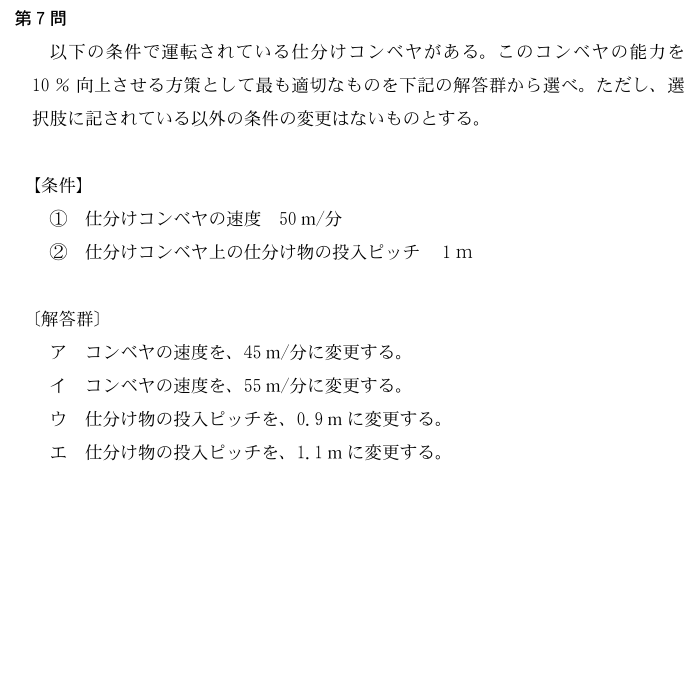 第７問
以下の条件で運転されている仕分けコンベヤがある。このコンベヤの能力を
10 ％ 向上させる方策として最も適切なものを下記の解答群から選べ。ただし、選
択肢に記されている以外の条件の変更はないものとする。
【条件】
① 仕分けコンベヤの速度 50 m/分
② 仕分けコンベヤ上の仕分け物の投入ピッチ 1 m
〔解答群〕
ア コンベヤの速度を、45 m/分に変更する。
イ コンベヤの速度を、55 m/分に変更する。
ウ 仕分け物の投入ピッチを、0.9 m に変更する。
エ 仕分け物の投入ピッチを、1.1 m に変更する。